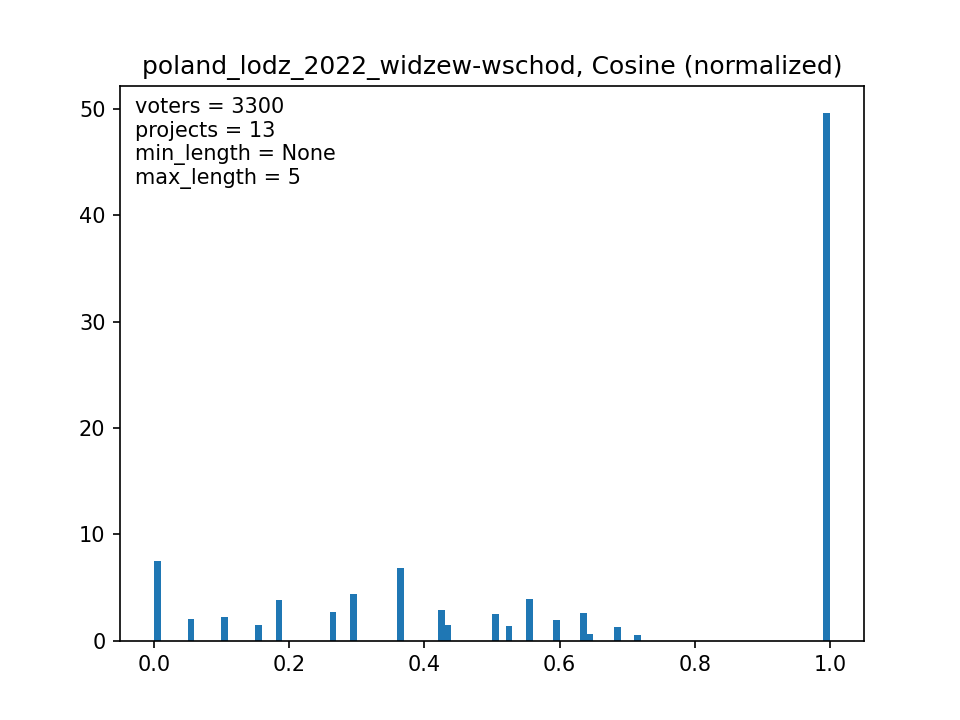 poland_lodz_2022_widzew-wschod, Cosine (normalized)
voters = 3300
projects = 13
min_length = None
max_length = 5
50
40
30
20
10
0
0.0 0.2 0.4 0.6 0.8 1.0